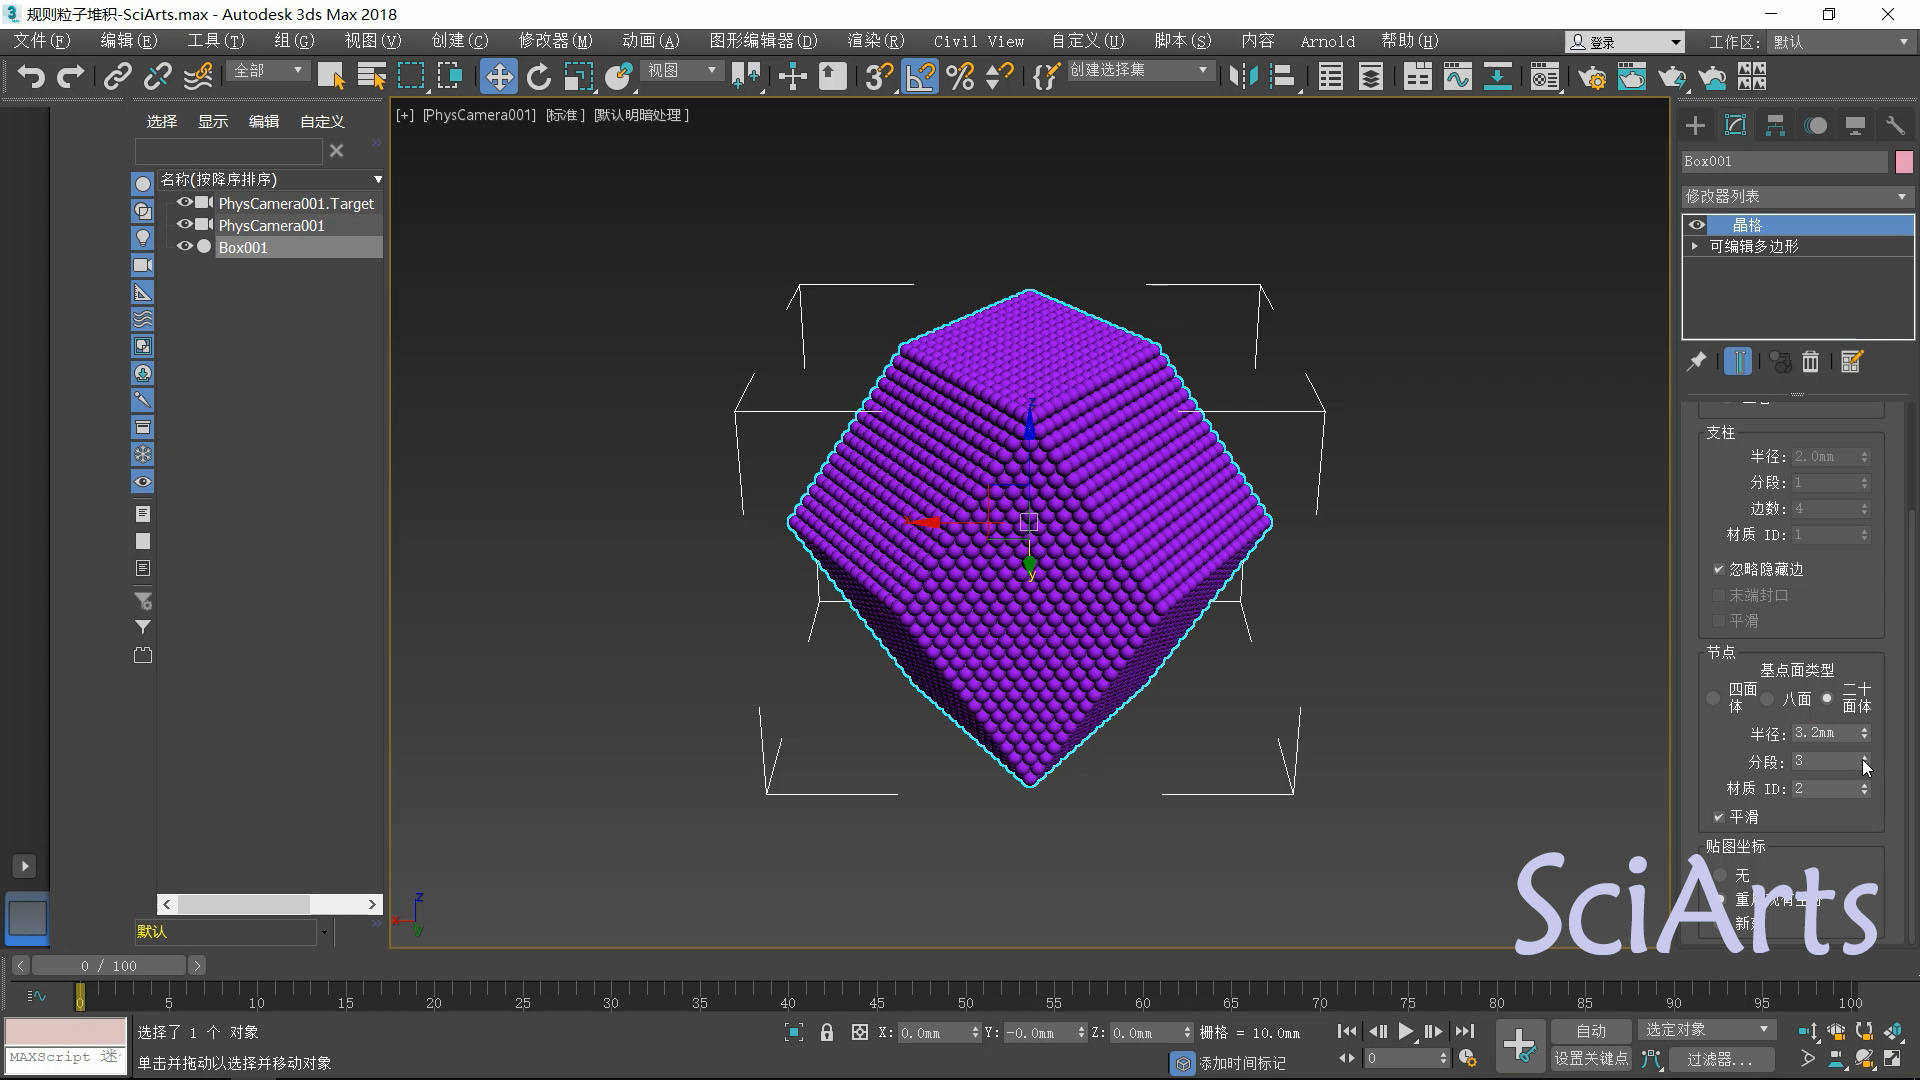 规则粒子堆积-SciArts.max - Autodesk 3ds Max 2018
文件(F) 编辑(E) 工具(T) 组(G) 视图(V) 创建(C) 修改器(M) 动画(A) 图形编辑器(D) 渲染(R) Civil View 自定义(U) 脚本(S) 内容 Arnold 帮助(H) 登录 工作区: 默认
全部 视图 创建选择集
选择 显示 编辑 自定义
[+] [PhysCamera001] [标准] [默认明暗处理]
名称(按降序排序)
PhysCamera001.Target
PhysCamera001
Box001
Box001
修改器列表
晶格
可编辑多边形
支柱
半径: 2.0mm
分段: 1
边数: 4
材质 ID: 1
忽略隐藏边
末端封口
平滑
节点
基点面类型
四面体 八面 二十面体
半径: 3.2mm
分段: 3
材质 ID: 2
平滑
贴图坐标
无
SciArts
z
x
y
z
x
y
默认
0 / 100
0 5 10 15 20 25 30 35 40 45 50 55 60 65 70 75 80 85 90 95 100
选择了 1 个 对象
X: 0.0mm Y: -0.0mm Z: 0.0mm 栅格 = 10.0mm
自动 选定对象
MAXScript 迷
单击并拖动以选择并移动对象
添加时间标记
0
设置关键点 过滤器...